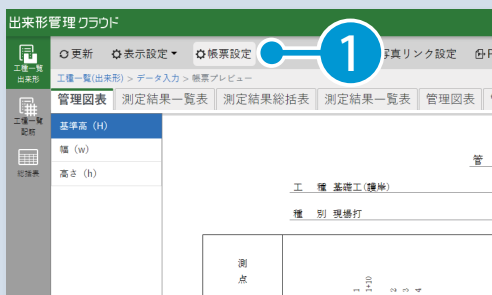 出来形管理クラウド
更新 表示設定 帳票設定 1 写真リンク設定
工種一覧
出来形
工種一覧(出来形) > データ入力 > 帳票プレビュー
管理図表 測定結果一覧表 測定結果総括表 測定結果一覧表 管理図表
工種一覧
配筋
基準高（H）
幅（w）
高さ（h）
総括表
管
工 種 基礎工(護岸)
種 別 現場打
測
点
1+10